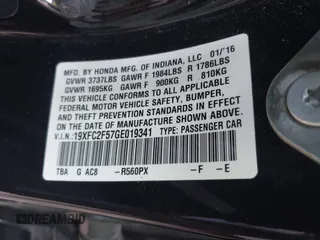 MFD. BY HONDA MFG. OF INDIANA, LLC 01/16
GVWR 3737LBS GAWR F 1984LBS R 1786LBS
GVWR 1695KG GAWR F 900KG R 810KG
THIS VEHICLE CONFORMS TO ALL APPLICABLE
FEDERAL MOTOR VEHICLE SAFETY, BUMPER,
AND THEFT PREVENTION STANDARDS IN EFFECT
ON THE DATE OF MANUFACTURE SHOWN ABOVE.
V.I.N.: 19XFC2F57GE019341 TYPE: PASSENGER CAR
TBA G AC8 -R560PX -F -E
DREAMBID